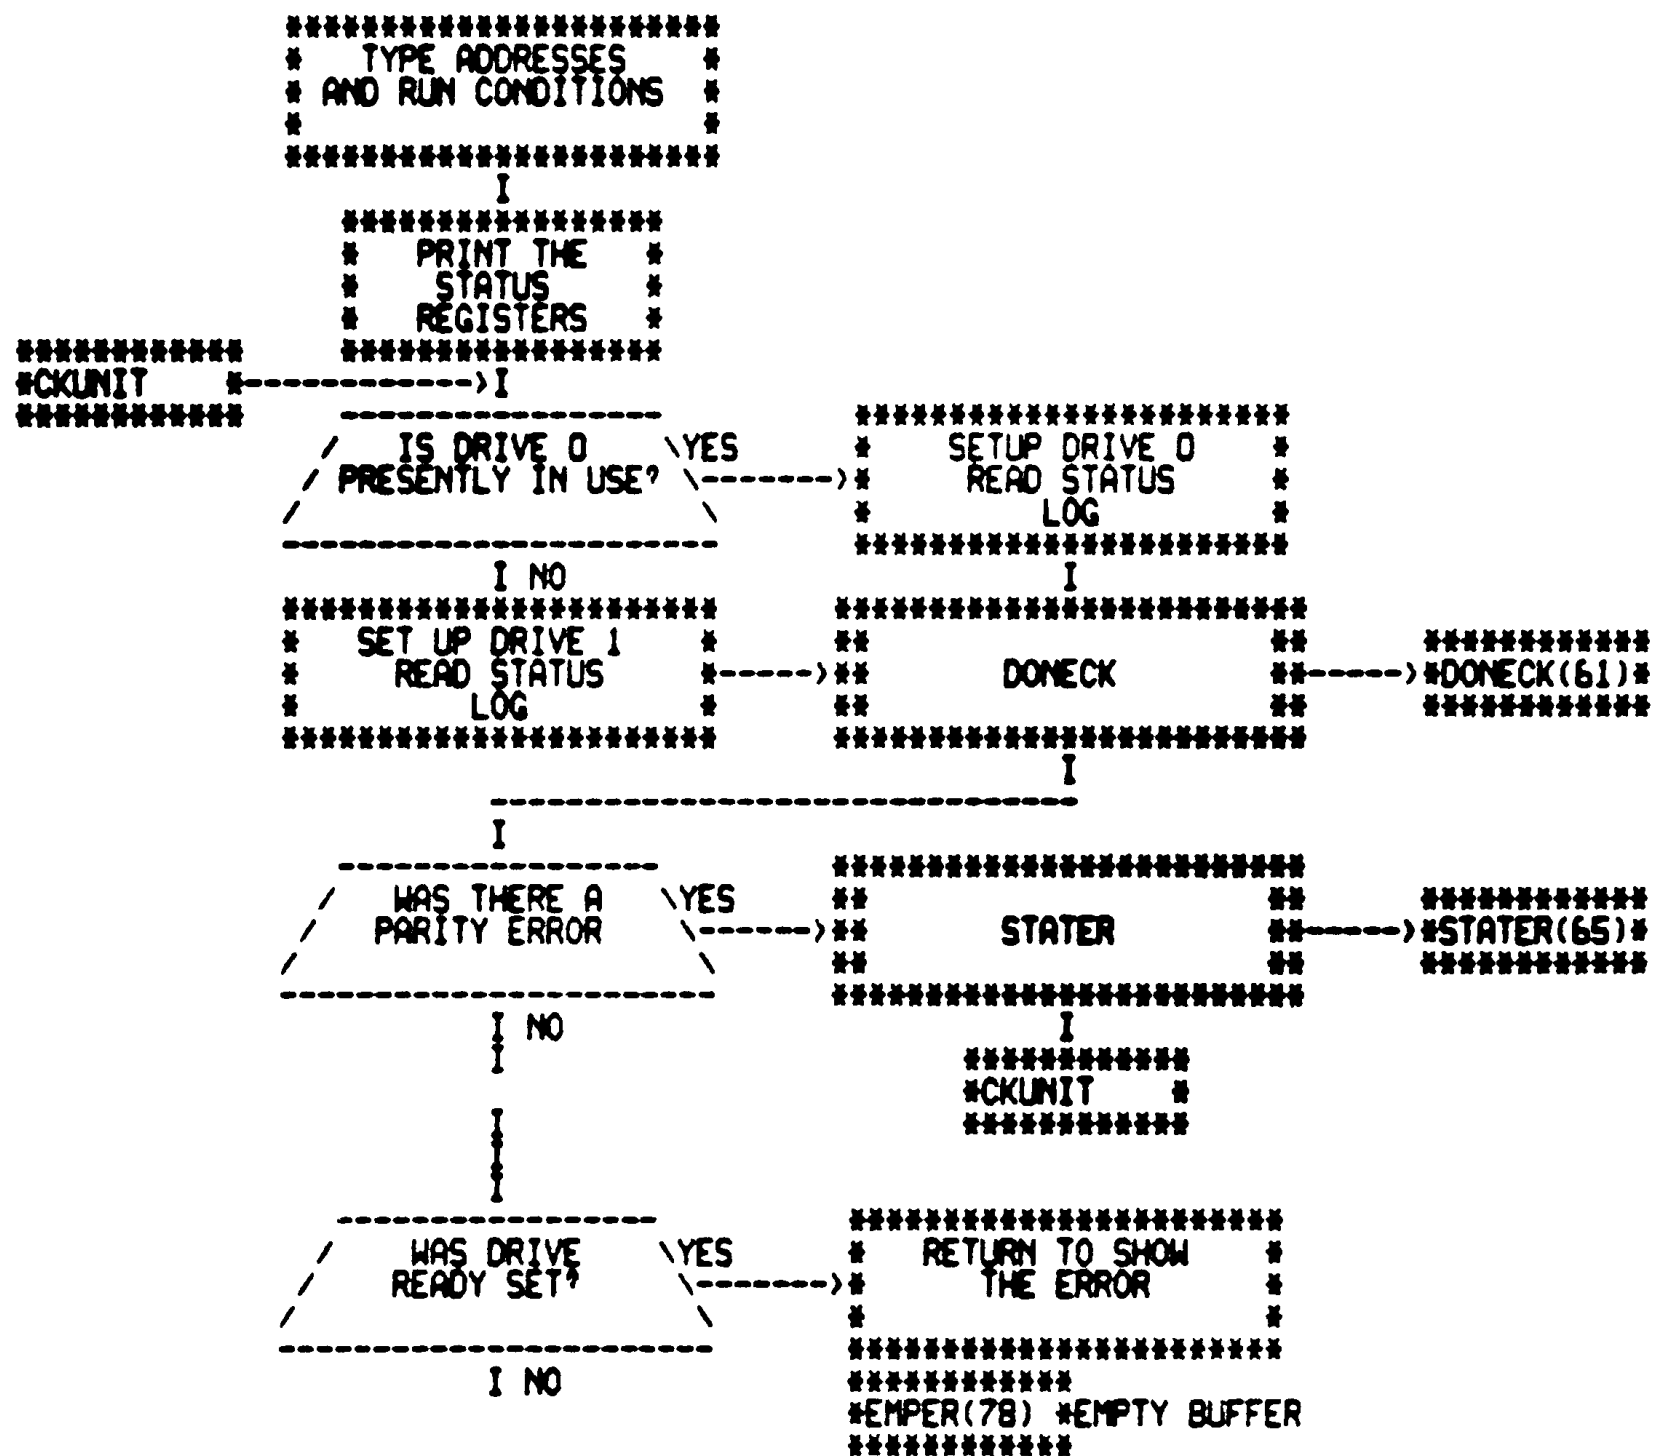 TYPE ADDRESSES
AND RUN CONDITIONS
I
PRINT THE
STATUS
REGISTERS
CKUNIT
I
IS DRIVE 0
PRESENTLY IN USE?
YES
SETUP DRIVE 0
READ STATUS
LOG
I NO
I
SET UP DRIVE 1
READ STATUS
LOG
DONECK
DONECK(61)
I
I
WAS THERE A
PARITY ERROR
YES
STATER
STATER(65)
I NO
I
I
CKUNIT
I
I
I
WAS DRIVE
READY SET?
YES
RETURN TO SHOW
THE ERROR
I NO
EMPER(78) *EMPTY BUFFER